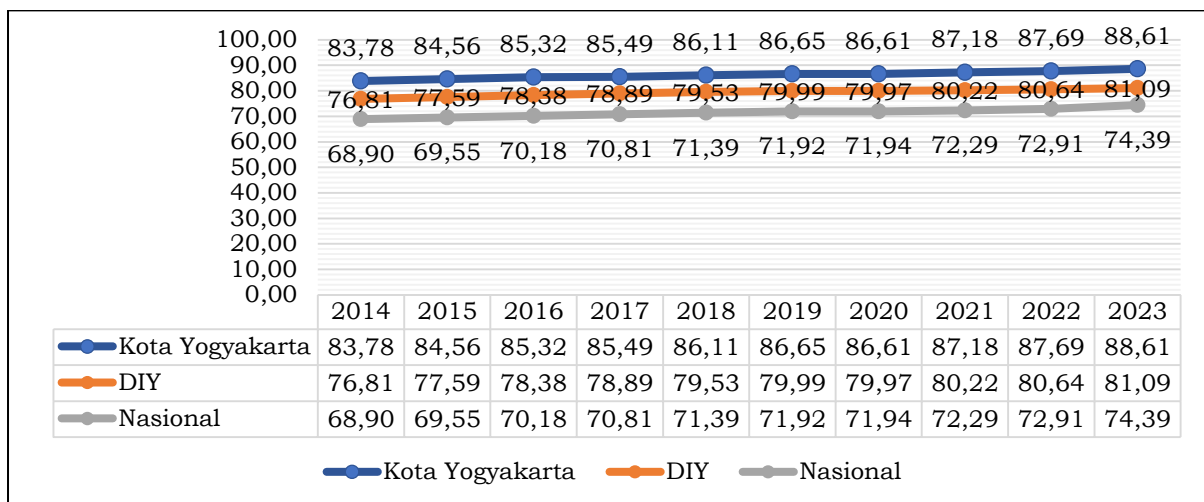 100,00
90,00
80,00
70,00
60,00
50,00
40,00
30,00
20,00
10,00
0,00
83,78 84,56 85,32 85,49 86,11 86,65 86,61 87,18 87,69 88,61
76,81 77,59 78,38 78,89 79,53 79,99 79,97 80,22 80,64 81,09
68,90 69,55 70,18 70,81 71,39 71,92 71,94 72,29 72,91 74,39
2014 2015 2016 2017 2018 2019 2020 2021 2022 2023
Kota Yogyakarta 83,78 84,56 85,32 85,49 86,11 86,65 86,61 87,18 87,69 88,61
DIY 76,81 77,59 78,38 78,89 79,53 79,99 79,97 80,22 80,64 81,09
Nasional 68,90 69,55 70,18 70,81 71,39 71,92 71,94 72,29 72,91 74,39
Kota Yogyakarta DIY Nasional